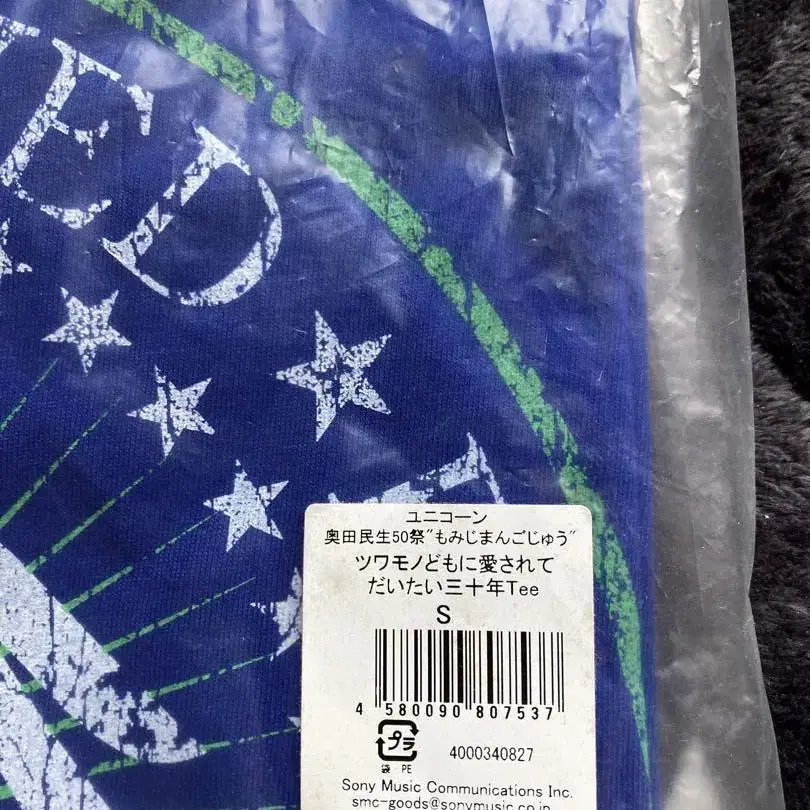 ED
ユニコーン
奥田民生50祭"もみじまんごじゅう"
ツワモノどもに愛されて
だいたい三十年Tee
S
4 580090 807537
プラ
袋 PE
4000340827
Sony Music Communications Inc.
smc-goods@sonymusic.co.jp